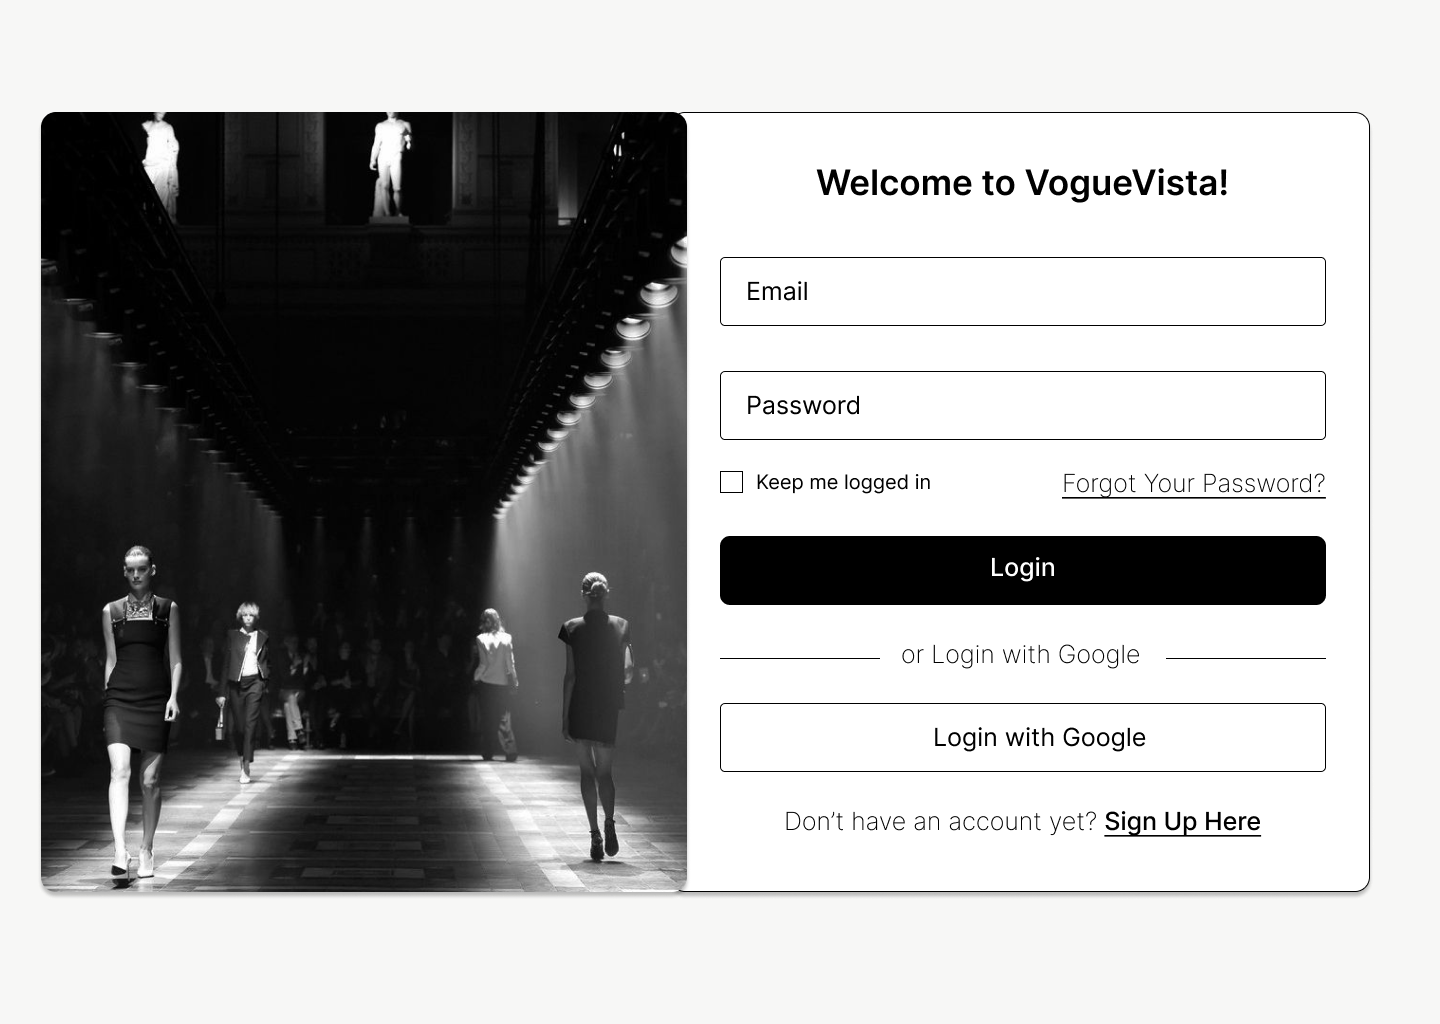 Welcome to VogueVista!
Email
Password
Keep me logged in
Forgot Your Password?
Login
or Login with Google
Login with Google
Don’t have an account yet? Sign Up Here